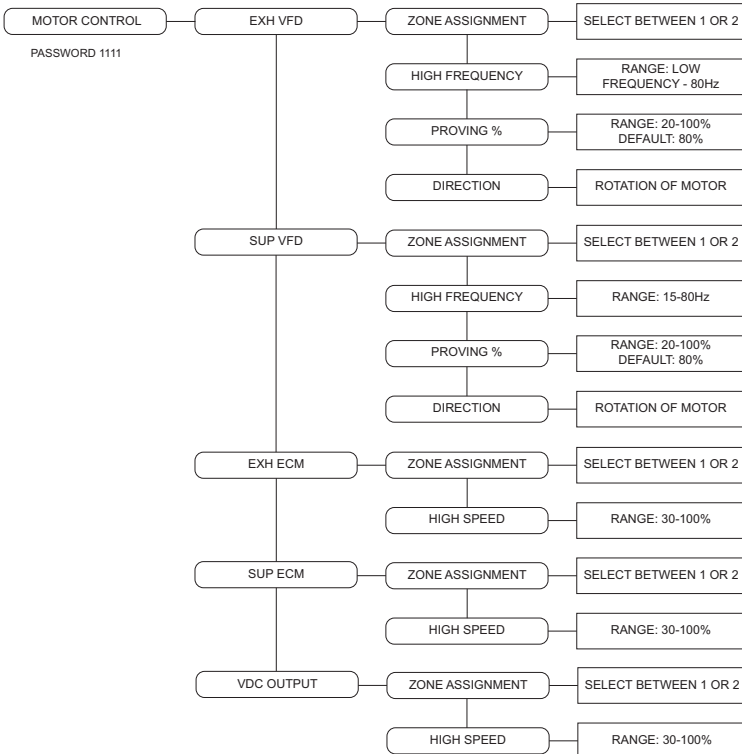 MOTOR CONTROL
PASSWORD 1111
EXH VFD
ZONE ASSIGNMENT
SELECT BETWEEN 1 OR 2
HIGH FREQUENCY
RANGE: LOW
FREQUENCY - 80Hz
PROVING %
RANGE: 20-100%
DEFAULT: 80%
DIRECTION
ROTATION OF MOTOR
SUP VFD
ZONE ASSIGNMENT
SELECT BETWEEN 1 OR 2
HIGH FREQUENCY
RANGE: 15-80Hz
PROVING %
RANGE: 20-100%
DEFAULT: 80%
DIRECTION
ROTATION OF MOTOR
EXH ECM
ZONE ASSIGNMENT
SELECT BETWEEN 1 OR 2
HIGH SPEED
RANGE: 30-100%
SUP ECM
ZONE ASSIGNMENT
SELECT BETWEEN 1 OR 2
HIGH SPEED
RANGE: 30-100%
VDC OUTPUT
ZONE ASSIGNMENT
SELECT BETWEEN 1 OR 2
HIGH SPEED
RANGE: 30-100%